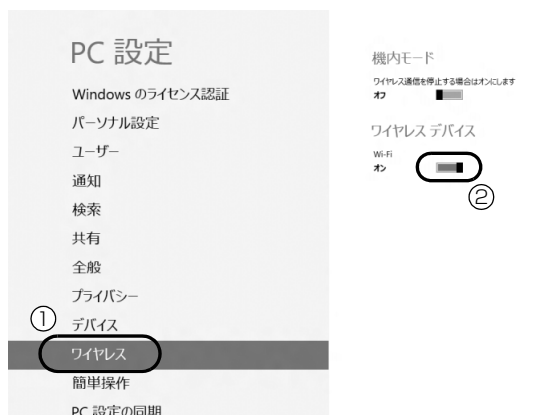 PC 設定
Windows のライセンス認証
パーソナル設定
ユーザー
通知
検索
共有
全般
プライバシー
① デバイス
ワイヤレス
簡単操作
PC 設定の同期
機内モード
ワイヤレス通信を停止する場合はオンにします
オフ
ワイヤレス デバイス
Wi-Fi
オン
②